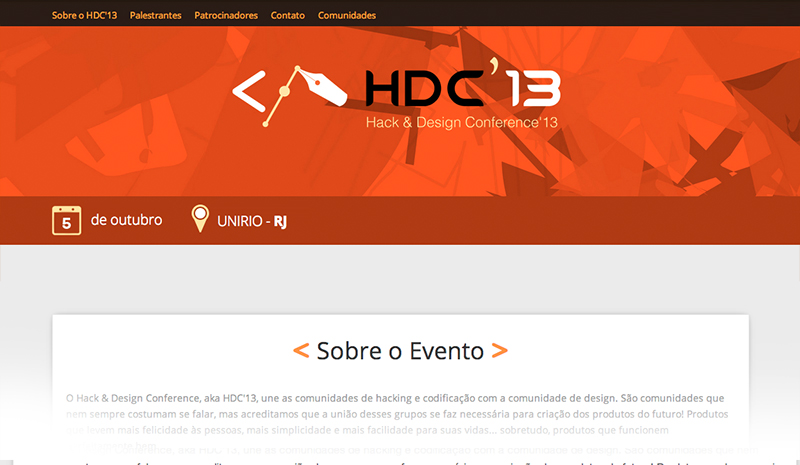 Sobre o HDC'13 Palestrantes Patrocinadores Contato Comunidades
HDC'13
Hack & Design Conference'13
5 de outubro UNIRIO - RJ
< Sobre o Evento >
O Hack & Design Conference, aka HDC'13, une as comunidades de hacking e codificação com a comunidade de design. São comunidades que
nem sempre costumam se falar, mas acreditamos que a união desses grupos se faz necessária para criação dos produtos do futuro! Produtos
que levem mais felicidade às pessoas, mais simplicidade e mais facilidade para suas vidas... sobretudo, produtos que funcionem